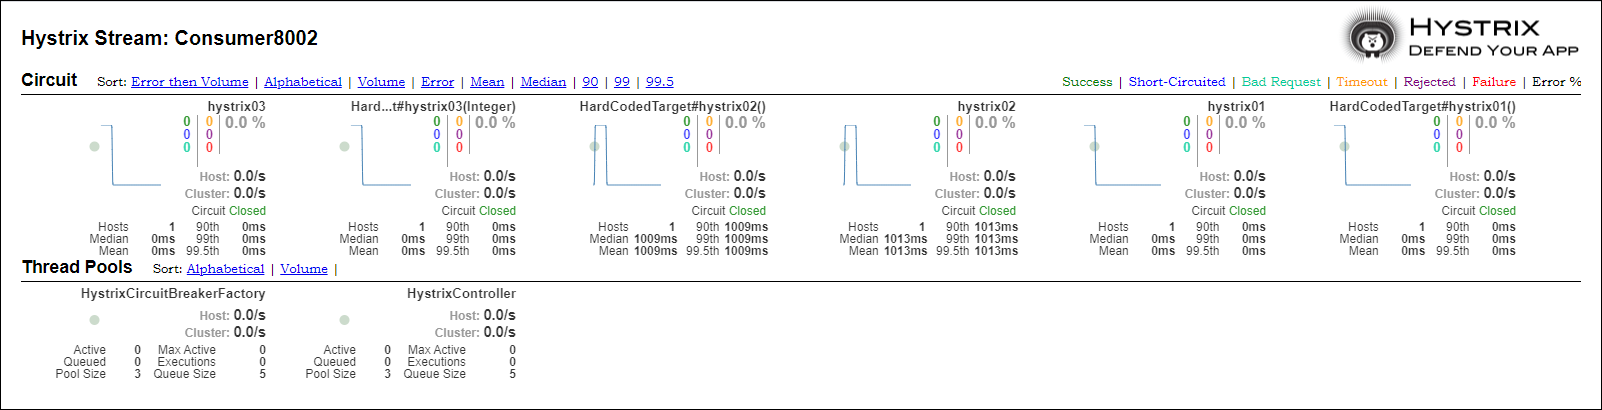 HYSTRIX
DEFEND YOUR APP
Hystrix Stream: Consumer8002
Circuit Sort: Error then Volume | Alphabetical | Volume | Error | Mean | Median | 90 | 99 | 99.5
Success | Short-Circuited | Bad Request | Timeout | Rejected | Failure | Error %
hystrix03
0 0 0.0 %
0 0
0 0
Host: 0.0/s
Cluster: 0.0/s
Circuit Closed
Hosts 1 90th 0ms
Median 0ms 99th 0ms
Mean 0ms 99.5th 0ms
Hard...t#hystrix03(Integer)
0 0 0.0 %
0 0
0 0
Host: 0.0/s
Cluster: 0.0/s
Circuit Closed
Hosts 1 90th 0ms
Median 0ms 99th 0ms
Mean 0ms 99.5th 0ms
HardCodedTarget#hystrix02()
0 0 0.0 %
0 0
0 0
Host: 0.0/s
Cluster: 0.0/s
Circuit Closed
Hosts 1 90th 1009ms
Median 1009ms 99th 1009ms
Mean 1009ms 99.5th 1009ms
hystrix02
0 0 0.0 %
0 0
0 0
Host: 0.0/s
Cluster: 0.0/s
Circuit Closed
Hosts 1 90th 1013ms
Median 1013ms 99th 1013ms
Mean 1013ms 99.5th 1013ms
hystrix01
0 0 0.0 %
0 0
0 0
Host: 0.0/s
Cluster: 0.0/s
Circuit Closed
Hosts 1 90th 0ms
Median 0ms 99th 0ms
Mean 0ms 99.5th 0ms
HardCodedTarget#hystrix01()
0 0 0.0 %
0 0
0 0
Host: 0.0/s
Cluster: 0.0/s
Circuit Closed
Hosts 1 90th 0ms
Median 0ms 99th 0ms
Mean 0ms 99.5th 0ms
Thread Pools Sort: Alphabetical | Volume |
HystrixCircuitBreakerFactory
Host: 0.0/s
Cluster: 0.0/s
Active 0 Max Active 0
Queued 0 Executions 0
Pool Size 3 Queue Size 5
HystrixController
Host: 0.0/s
Cluster: 0.0/s
Active 0 Max Active 0
Queued 0 Executions 0
Pool Size 3 Queue Size 5